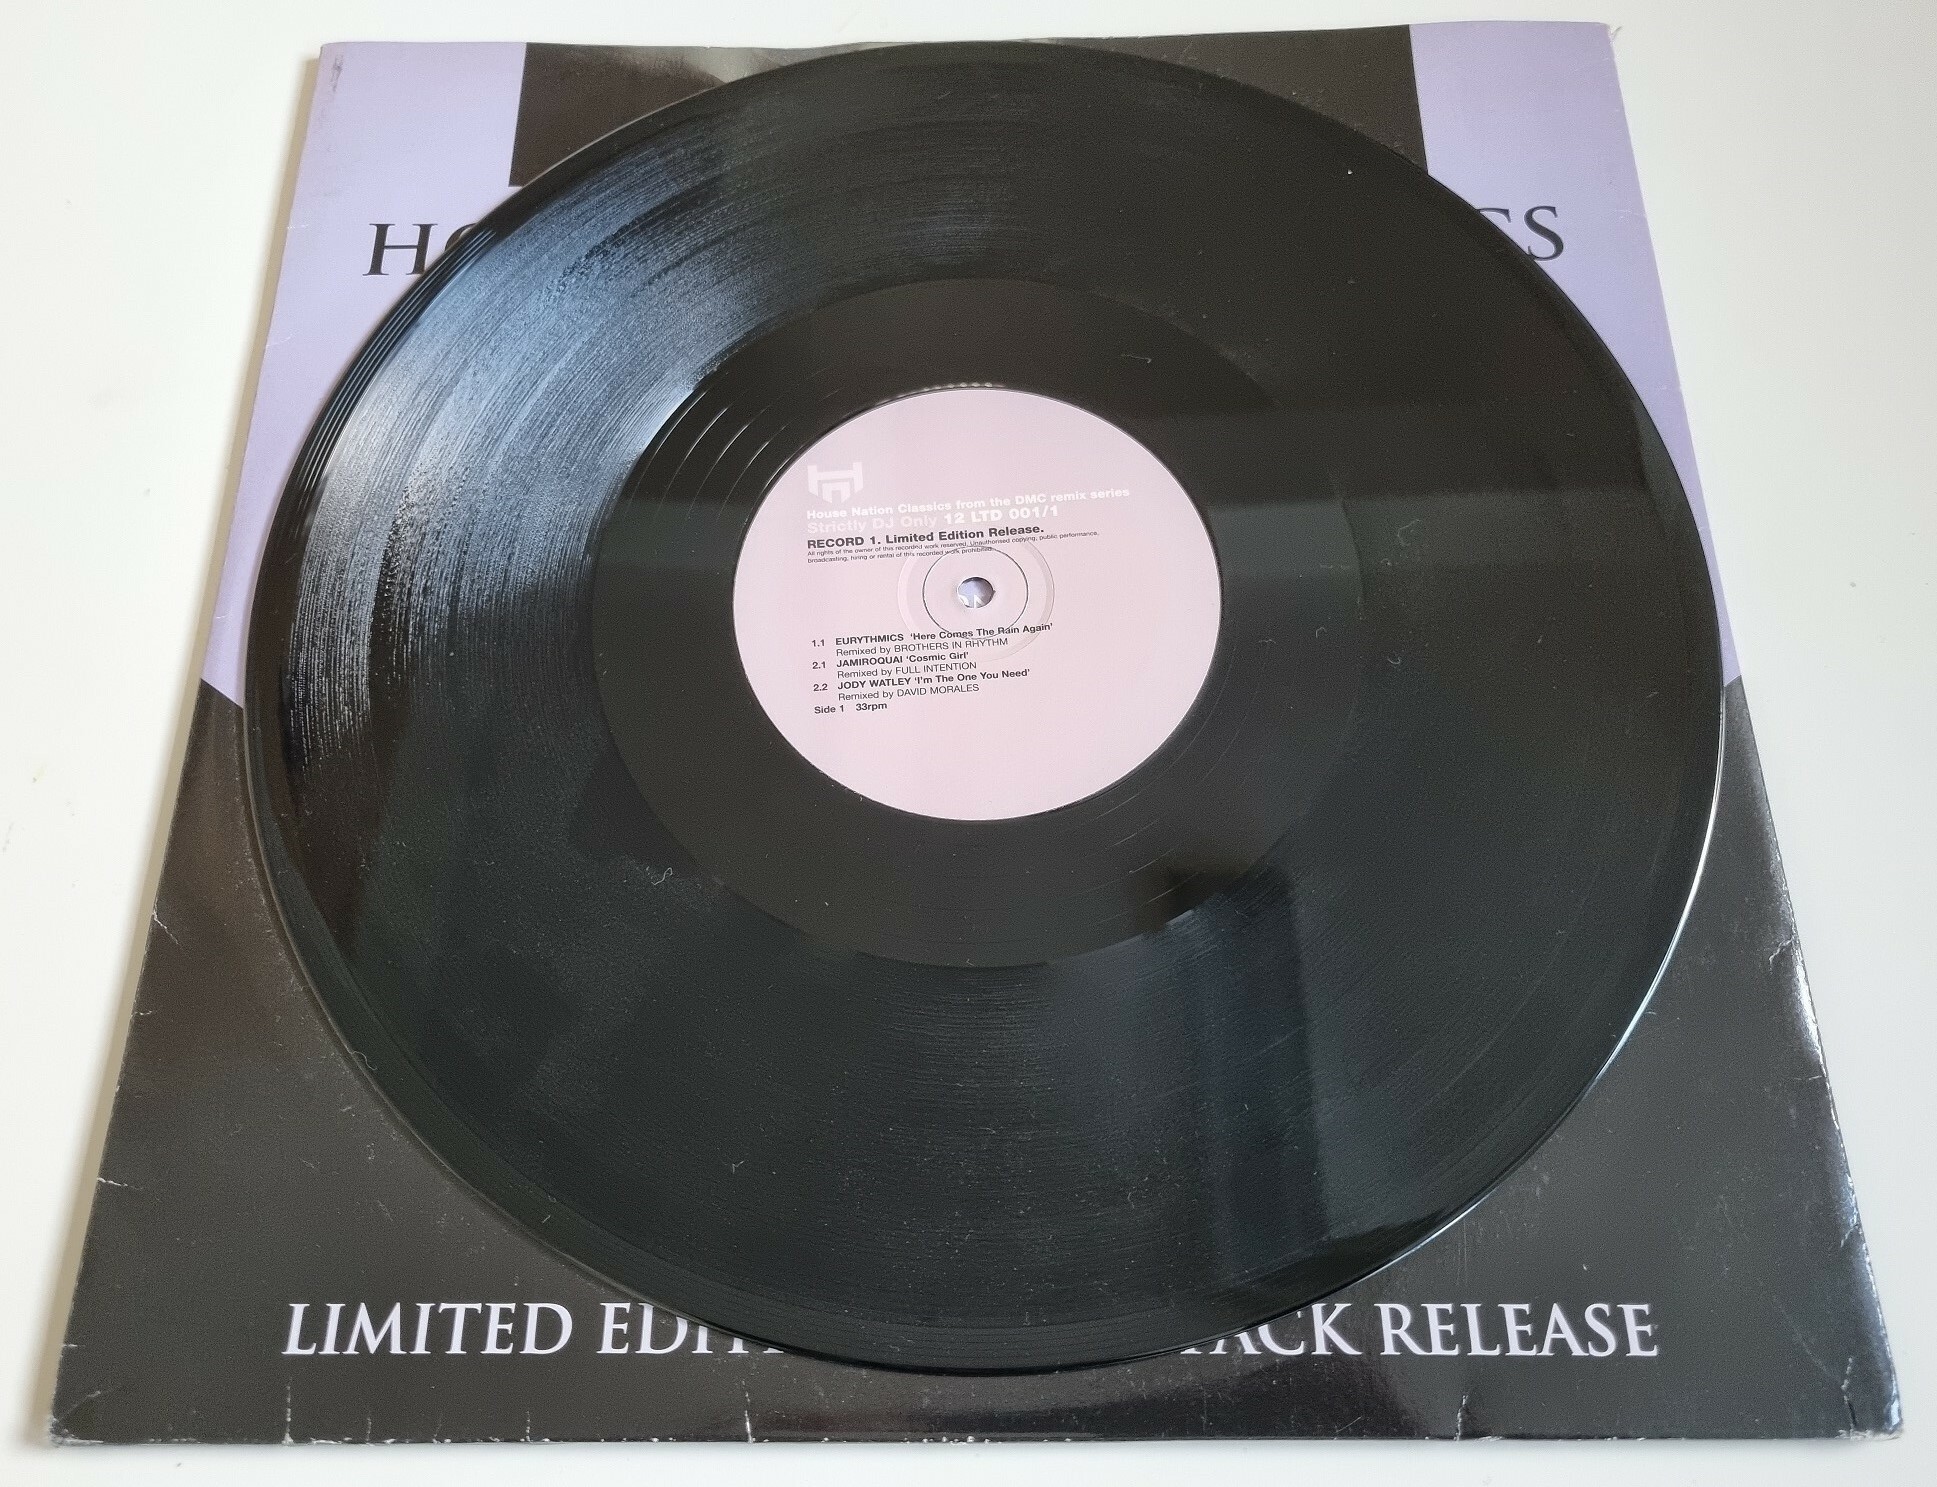 HO
CS
House Nation Classics from the DMC remix series
Strictly DJ Only 12 LTD 001/1
RECORD 1. Limited Edition Release.
All rights of the owner of this recorded work reserved. Unauthorised copying, public performance,
broadcasting, hiring or rental of this recorded work prohibited.
1.1 EURYTHMICS 'Here Comes The Rain Again'
Remixed by BROTHERS IN RHYTHM
2.1 JAMIROQUAI 'Cosmic Girl'
Remixed by FULL INTENTION
2.2 JODY WATLEY 'I'm The One You Need'
Remixed by DAVID MORALES
Side 1 33rpm
LIMITED EDIT ACK RELEASE